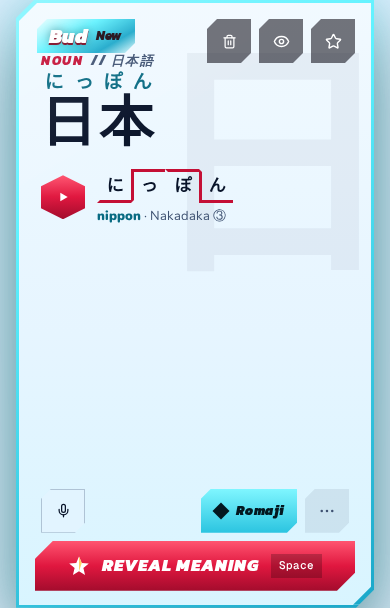 Bud New
NOUN // 日本語
にっぽん
日本
にっぽん
nippon · Nakadaka ③
Romaji
REVEAL MEANING Space